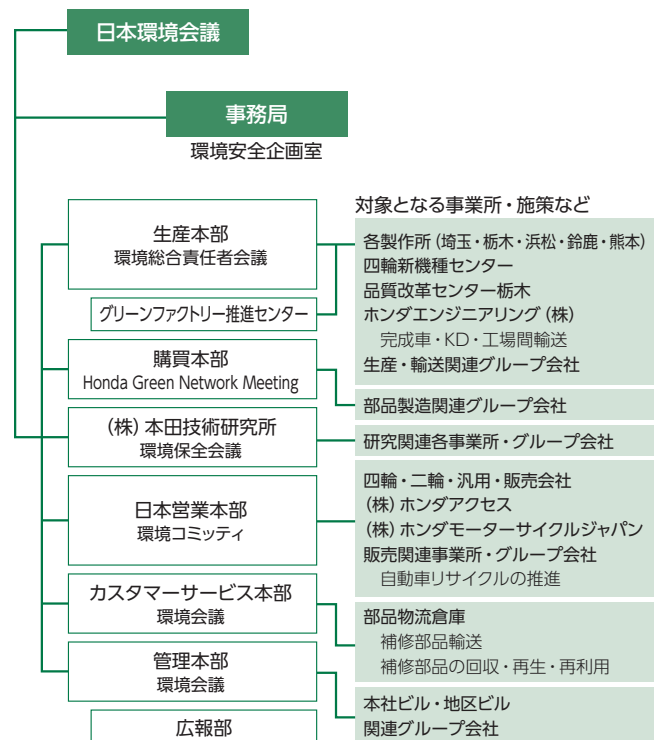 日本環境会議
事務局
環境安全企画室
生産本部
環境総合責任者会議
グリーンファクトリー推進センター
購買本部
Honda Green Network Meeting
(株)本田技術研究所
環境保全会議
日本営業本部
環境コミッティ
カスタマーサービス本部
環境会議
管理本部
環境会議
広報部
対象となる事業所・施策など
各製作所(埼玉・栃木・浜松・鈴鹿・熊本)
四輪新機種センター
品質改革センター栃木
ホンダエンジニアリング(株)
完成車・KD・工場間輸送
生産・輸送関連グループ会社
部品製造関連グループ会社
研究関連各事業所・グループ会社
四輪・二輪・汎用・販売会社
(株)ホンダアクセス
(株)ホンダモーターサイクルジャパン
販売関連事業所・グループ会社
自動車リサイクルの推進
部品物流倉庫
補修部品輸送
補修部品の回収・再生・再利用
本社ビル・地区ビル
関連グループ会社